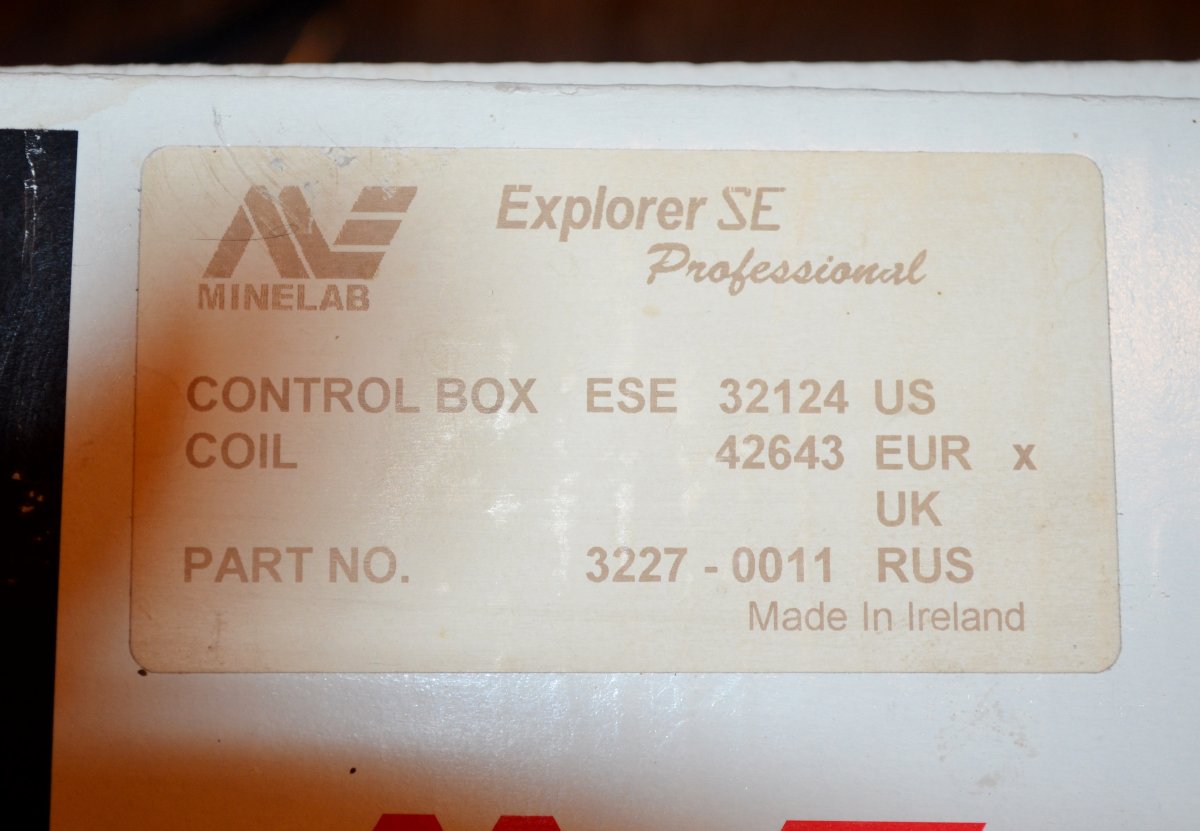 MINELAB
Explorer SE
Professional
CONTROL BOX ESE 32124 US
COIL 42643 EUR x
UK
PART NO. 3227 - 0011 RUS
Made In Ireland